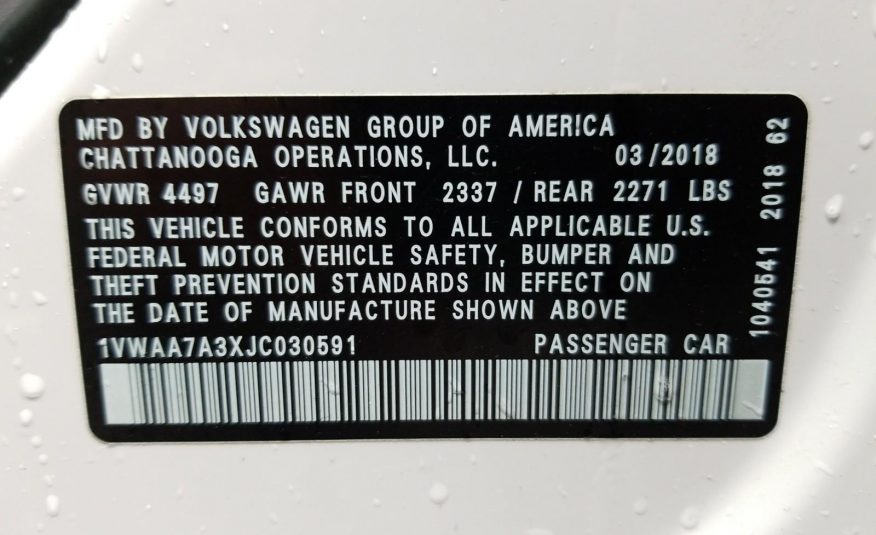 MFD BY VOLKSWAGEN GROUP OF AMERICA
CHATTANOOGA OPERATIONS, LLC. 03/2018
GVWR 4497 GAWR FRONT 2337 / REAR 2271 LBS
THIS VEHICLE CONFORMS TO ALL APPLICABLE U.S.
FEDERAL MOTOR VEHICLE SAFETY, BUMPER AND
THEFT PREVENTION STANDARDS IN EFFECT ON
THE DATE OF MANUFACTURE SHOWN ABOVE
1VWAA7A3XJC030591 PASSENGER CAR
1040541 2018 62